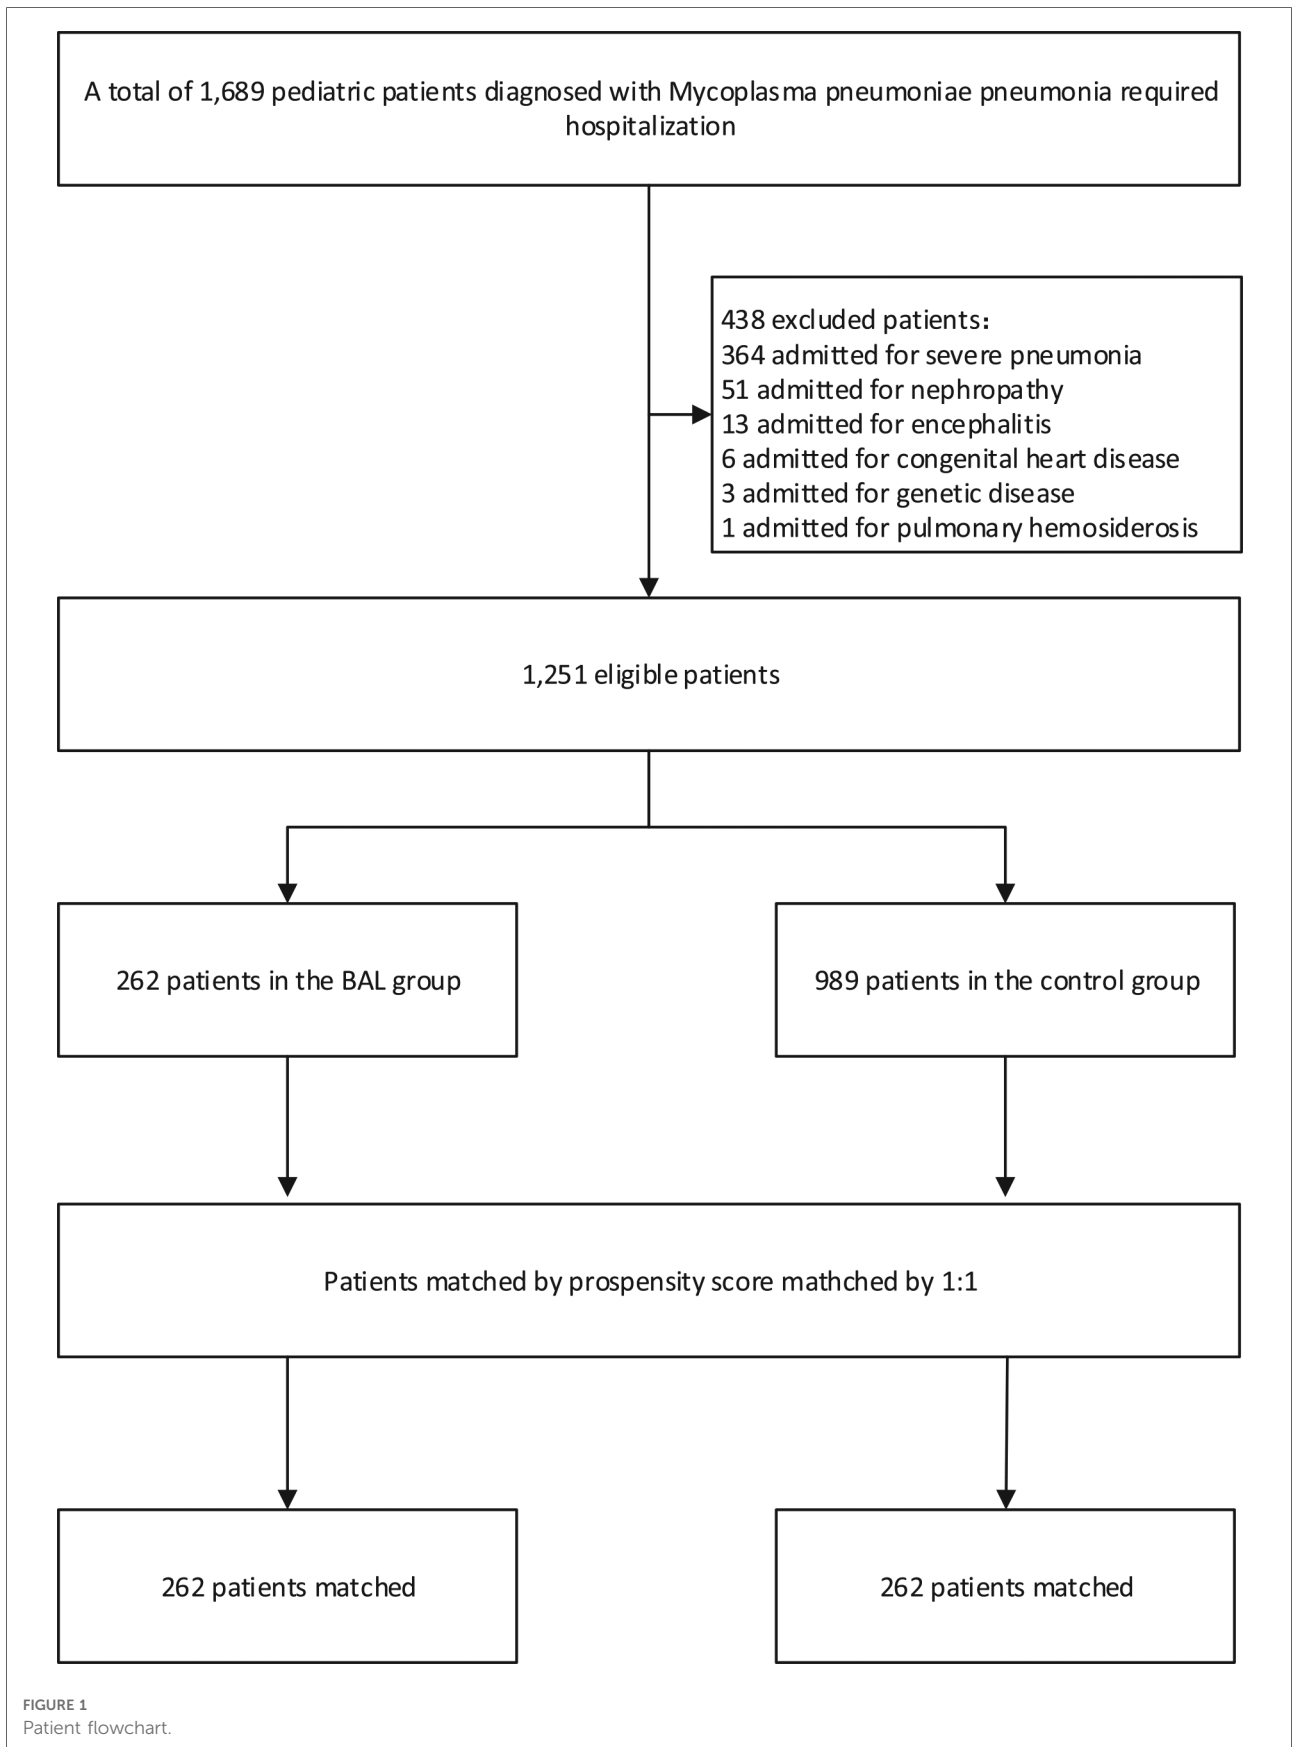 A total of 1,689 pediatric patients diagnosed with Mycoplasma pneumoniae pneumonia required
hospitalization
438 excluded patients：
364 admitted for severe pneumonia
51 admitted for nephropathy
13 admitted for encephalitis
6 admitted for congenital heart disease
3 admitted for genetic disease
1 admitted for pulmonary hemosiderosis
1,251 eligible patients
262 patients in the BAL group
989 patients in the control group
Patients matched by prospensity score mathched by 1:1
262 patients matched
262 patients matched
FIGURE 1
Patient flowchart.